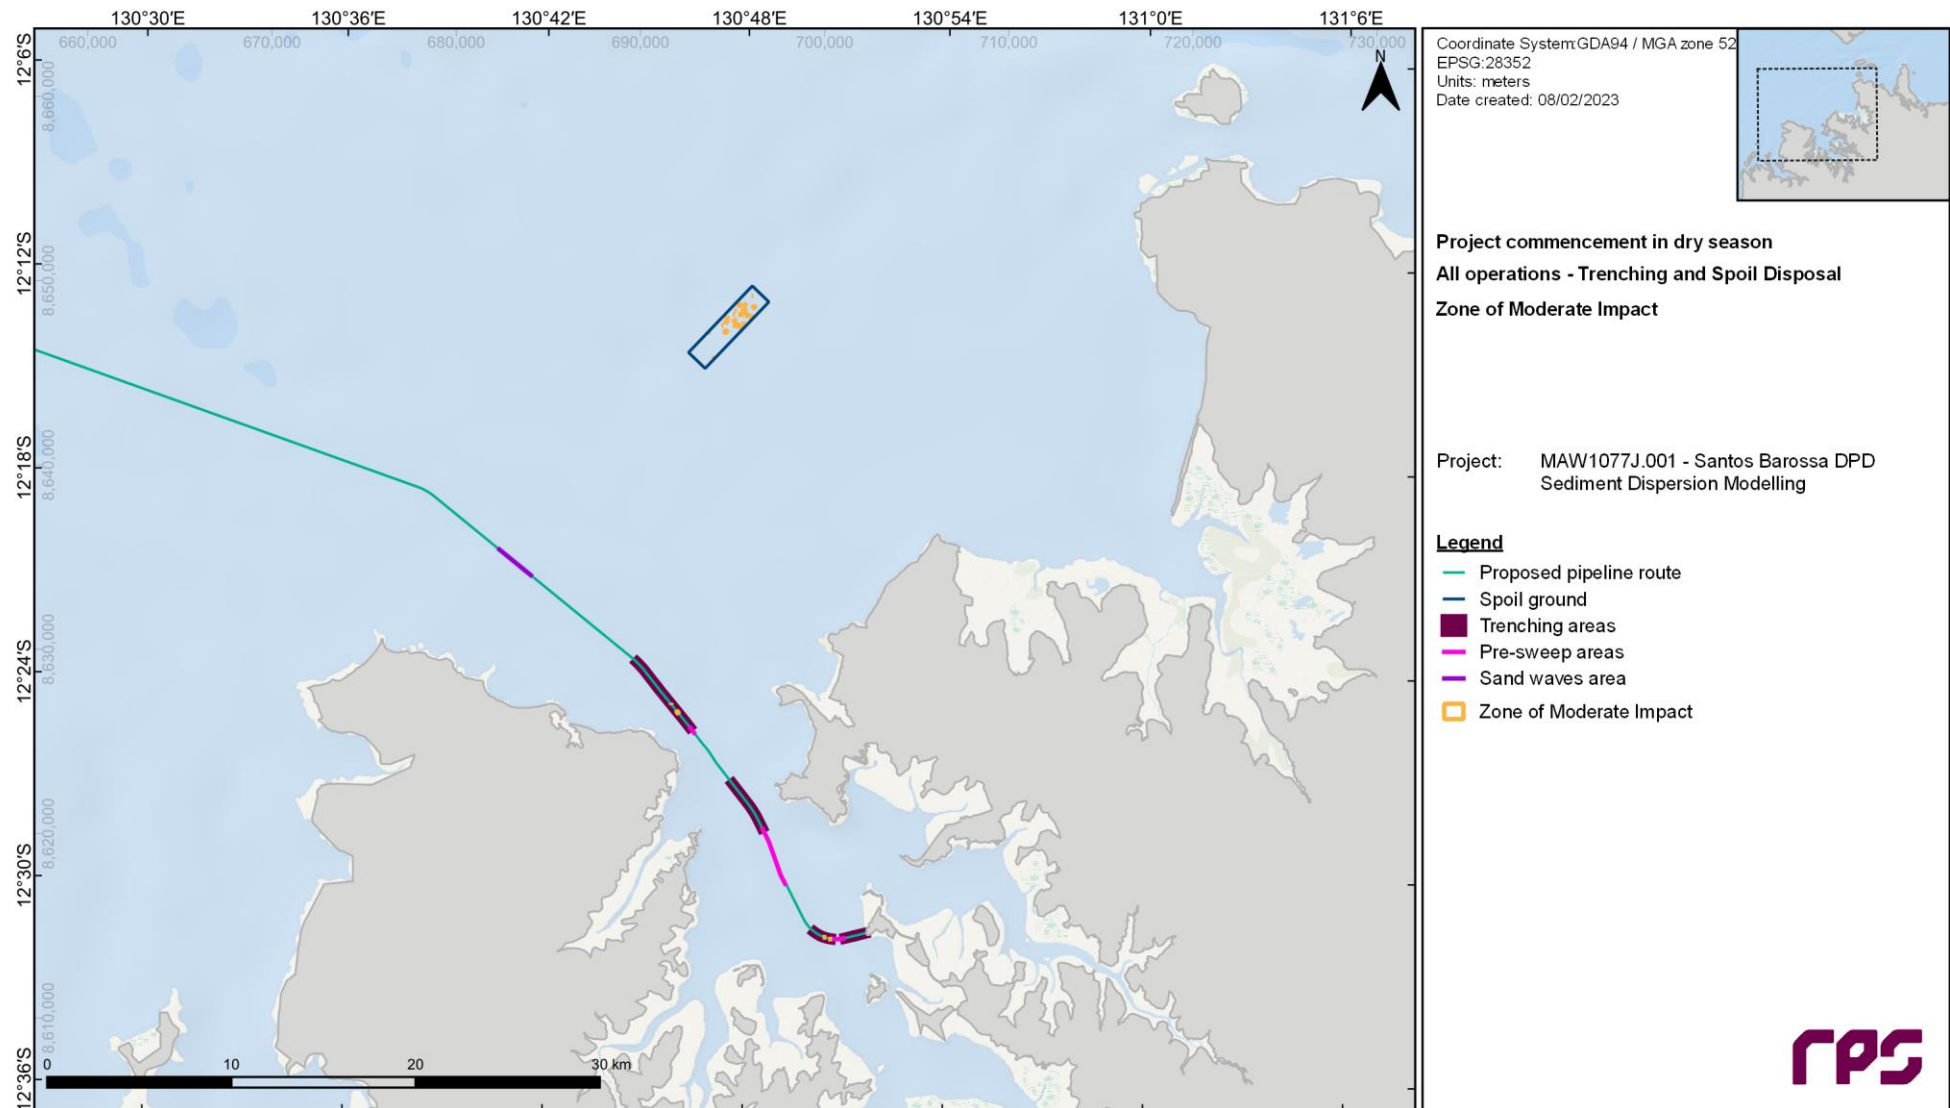 130°30'E 130°36'E 130°42'E 130°48'E 130°54'E 131°0'E 131°6'E
660,000 670,000 680,000 690,000 700,000 710,000 720,000 730,000
12°6'S
8,660,000
12°12'S
8,650,000
12°18'S
8,640,000
12°24'S
8,630,000
12°30'S
8,620,000
12°36'S
8,610,000
N
0 10 20 30 km
Coordinate System:GDA94 / MGA zone 52
EPSG:28352
Units: meters
Date created: 08/02/2023
Project commencement in dry season
All operations - Trenching and Spoil Disposal
Zone of Moderate Impact
Project: MAW1077J.001 - Santos Barossa DPD
Sediment Dispersion Modelling
Legend
Proposed pipeline route
Spoil ground
Trenching areas
Pre-sweep areas
Sand waves area
Zone of Moderate Impact
rps